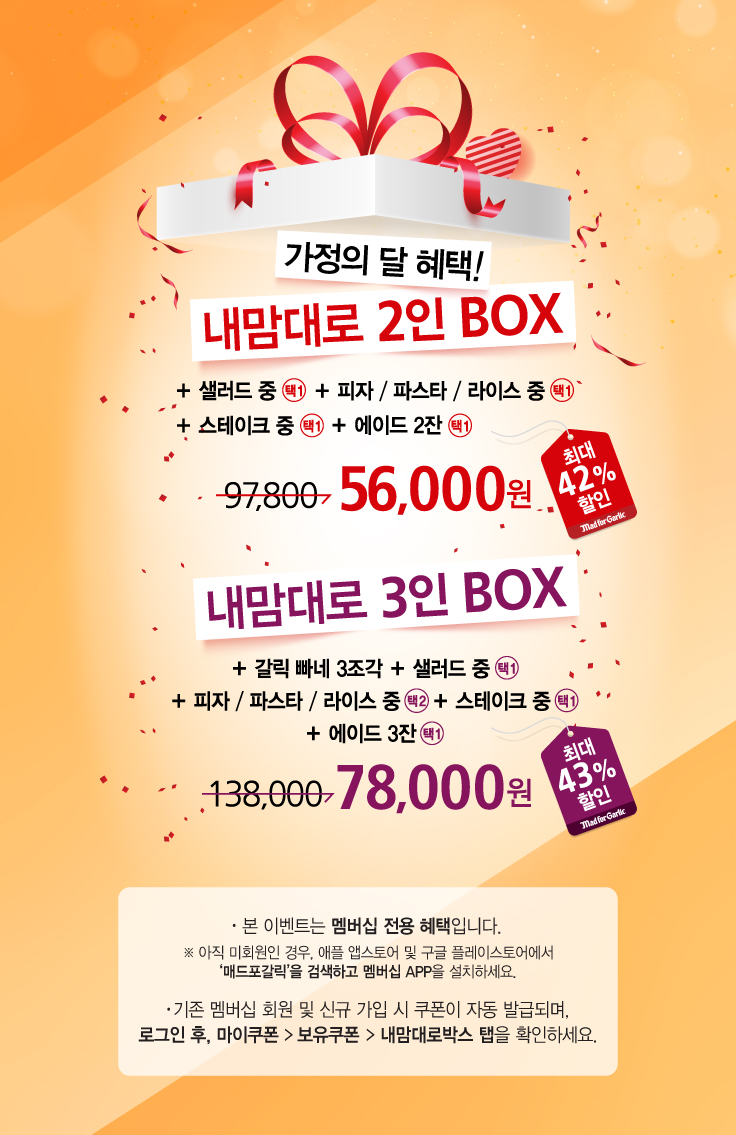 가정의 달 혜택!
내맘대로 2인 BOX
+ 샐러드 중 택1 + 피자 / 파스타 / 라이스 중 택1
+ 스테이크 중 택1 + 에이드 2잔 택1
97,800 56,000원
최대
42%
할인
Mad for Garlic
내맘대로 3인 BOX
+ 갈릭 빠네 3조각 + 샐러드 중 택1
+ 피자 / 파스타 / 라이스 중 택2 + 스테이크 중 택1
+ 에이드 3잔 택1
138,000 78,000원
최대
43%
할인
Mad for Garlic
· 본 이벤트는 멤버십 전용 혜택입니다.
※ 아직 미회원인 경우, 애플 앱스토어 및 구글 플레이스토어에서
‘매드포갈릭’을 검색하고 멤버십 APP을 설치하세요.
· 기존 멤버십 회원 및 신규 가입 시 쿠폰이 자동 발급되며,
로그인 후, 마이쿠폰 > 보유쿠폰 > 내맘대로박스 탭을 확인하세요.